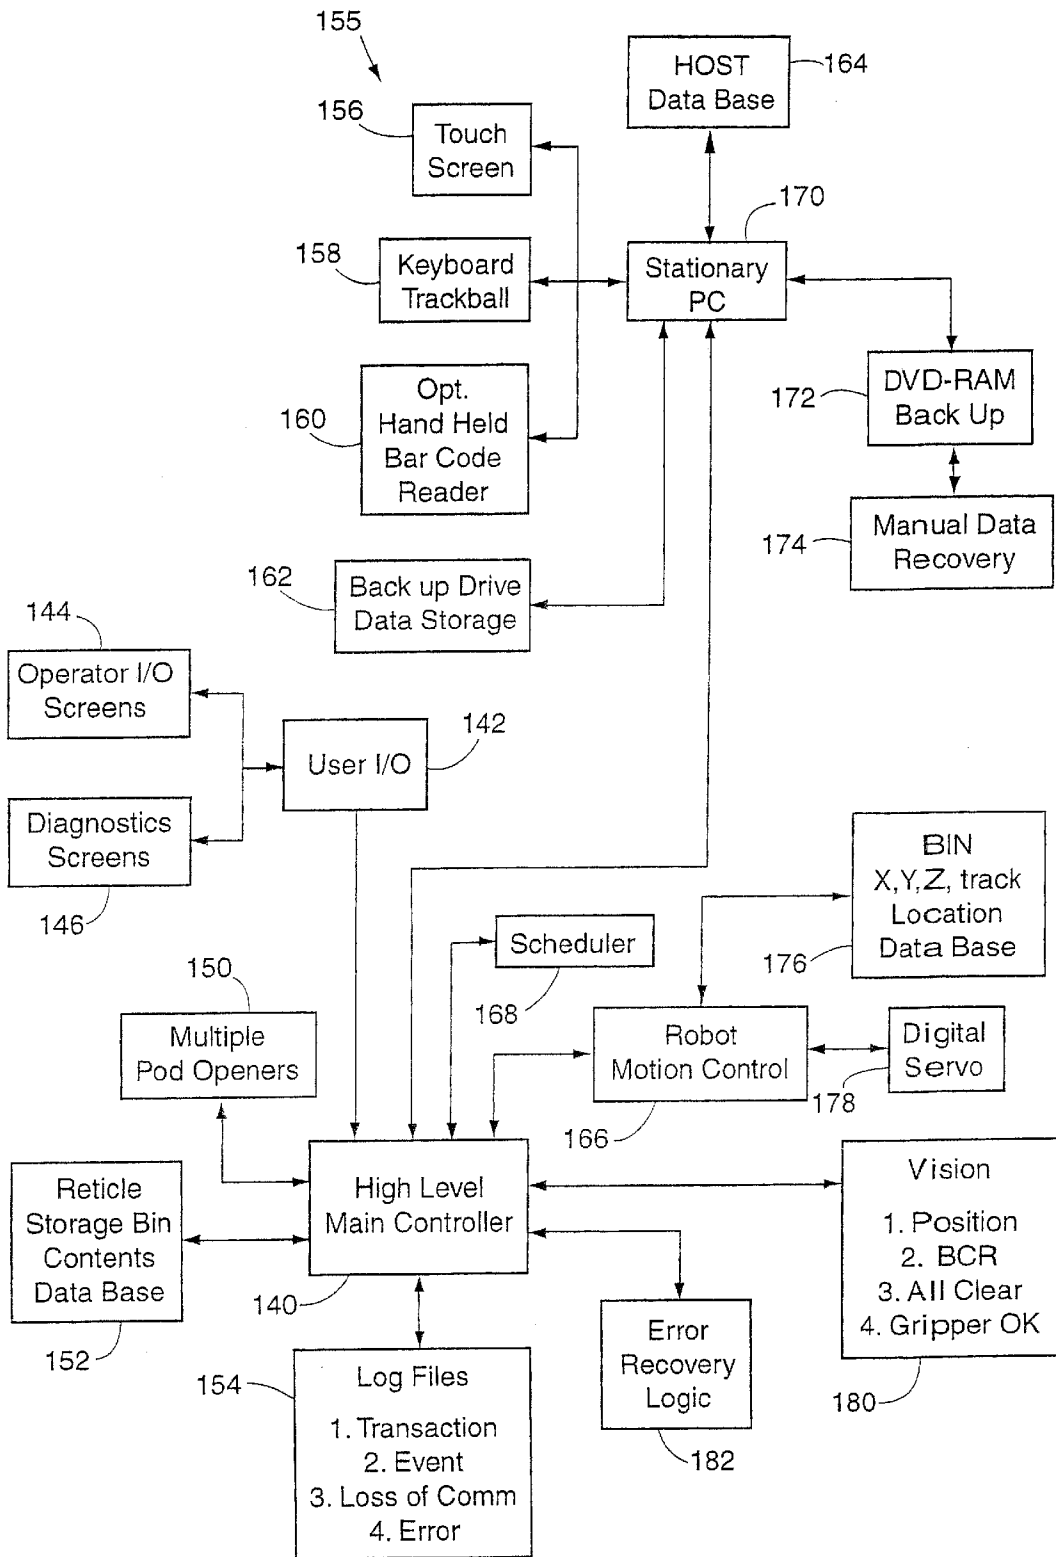 155
HOST
Data Base
164
156
Touch
Screen
170
158
Keyboard
Trackball
Stationary
PC
160
Opt.
Hand Held
Bar Code
Reader
172
DVD-RAM
Back Up
174
Manual Data
Recovery
162
Back up Drive
Data Storage
144
Operator I/O
Screens
User I/O
142
Diagnostics
Screens
146
BIN
X,Y,Z, track
Location
Data Base
176
Scheduler
168
150
Multiple
Pod Openers
Robot
Motion Control
166
Digital
Servo
178
Reticle
Storage Bin
Contents
Data Base
152
High Level
Main Controller
140
Vision
1. Position
2. BCR
3. All Clear
4. Gripper OK
180
154
Log Files
1. Transaction
2. Event
3. Loss of Comm
4. Error
Error
Recovery
Logic
182